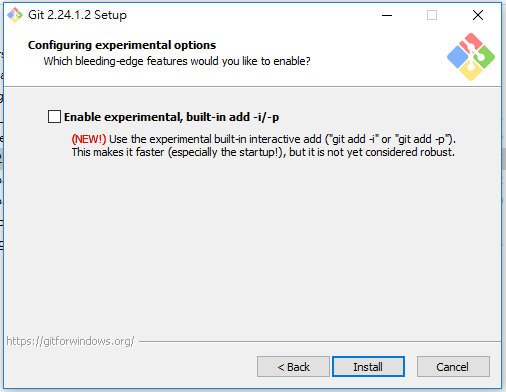 Git 2.24.1.2 Setup
Configuring experimental options
Which bleeding-edge features would you like to enable?
Enable experimental, built-in add -i/-p
(NEW!) Use the experimental built-in interactive add ("git add -i" or "git add -p").
This makes it faster (especially the startup!), but it is not yet considered robust.
https://gitforwindows.org/
< Back
Install
Cancel